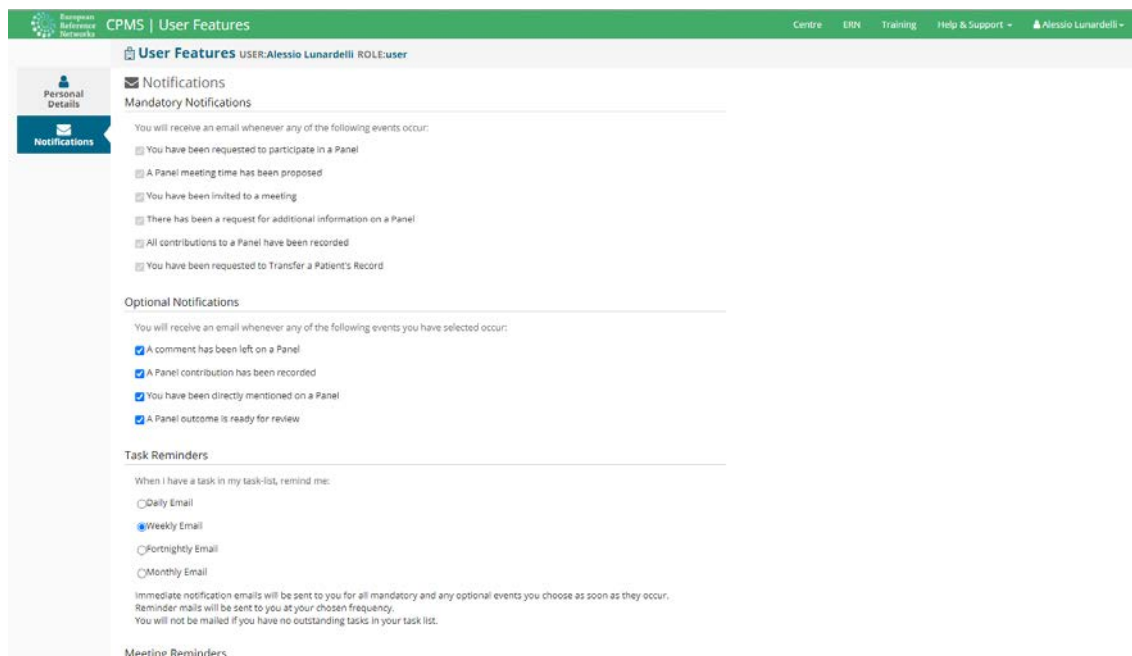 European
Reference
Networks
CPMS | User Features
Centre
ERN
Training
Help & Support
Alessio Lunardelli
User Features USER:Alessio Lunardelli ROLE:user
Personal
Details
Notifications
Notifications
Mandatory Notifications
You will receive an email whenever any of the following events occur:
You have been requested to participate in a Panel
A Panel meeting time has been proposed
You have been invited to a meeting
There has been a request for additional information on a Panel
All contributions to a Panel have been recorded
You have been requested to Transfer a Patient's Record
Optional Notifications
You will receive an email whenever any of the following events you have selected occur:
A comment has been left on a Panel
A Panel contribution has been recorded
You have been directly mentioned on a Panel
A Panel outcome is ready for review
Task Reminders
When I have a task in my task-list, remind me:
Daily Email
Weekly Email
Fortnightly Email
Monthly Email
Immediate notification emails will be sent to you for all mandatory and any optional events you choose as soon as they occur.
Reminder mails will be sent to you at your chosen frequency.
You will not be mailed if you have no outstanding tasks in your task list.
Meeting Reminders